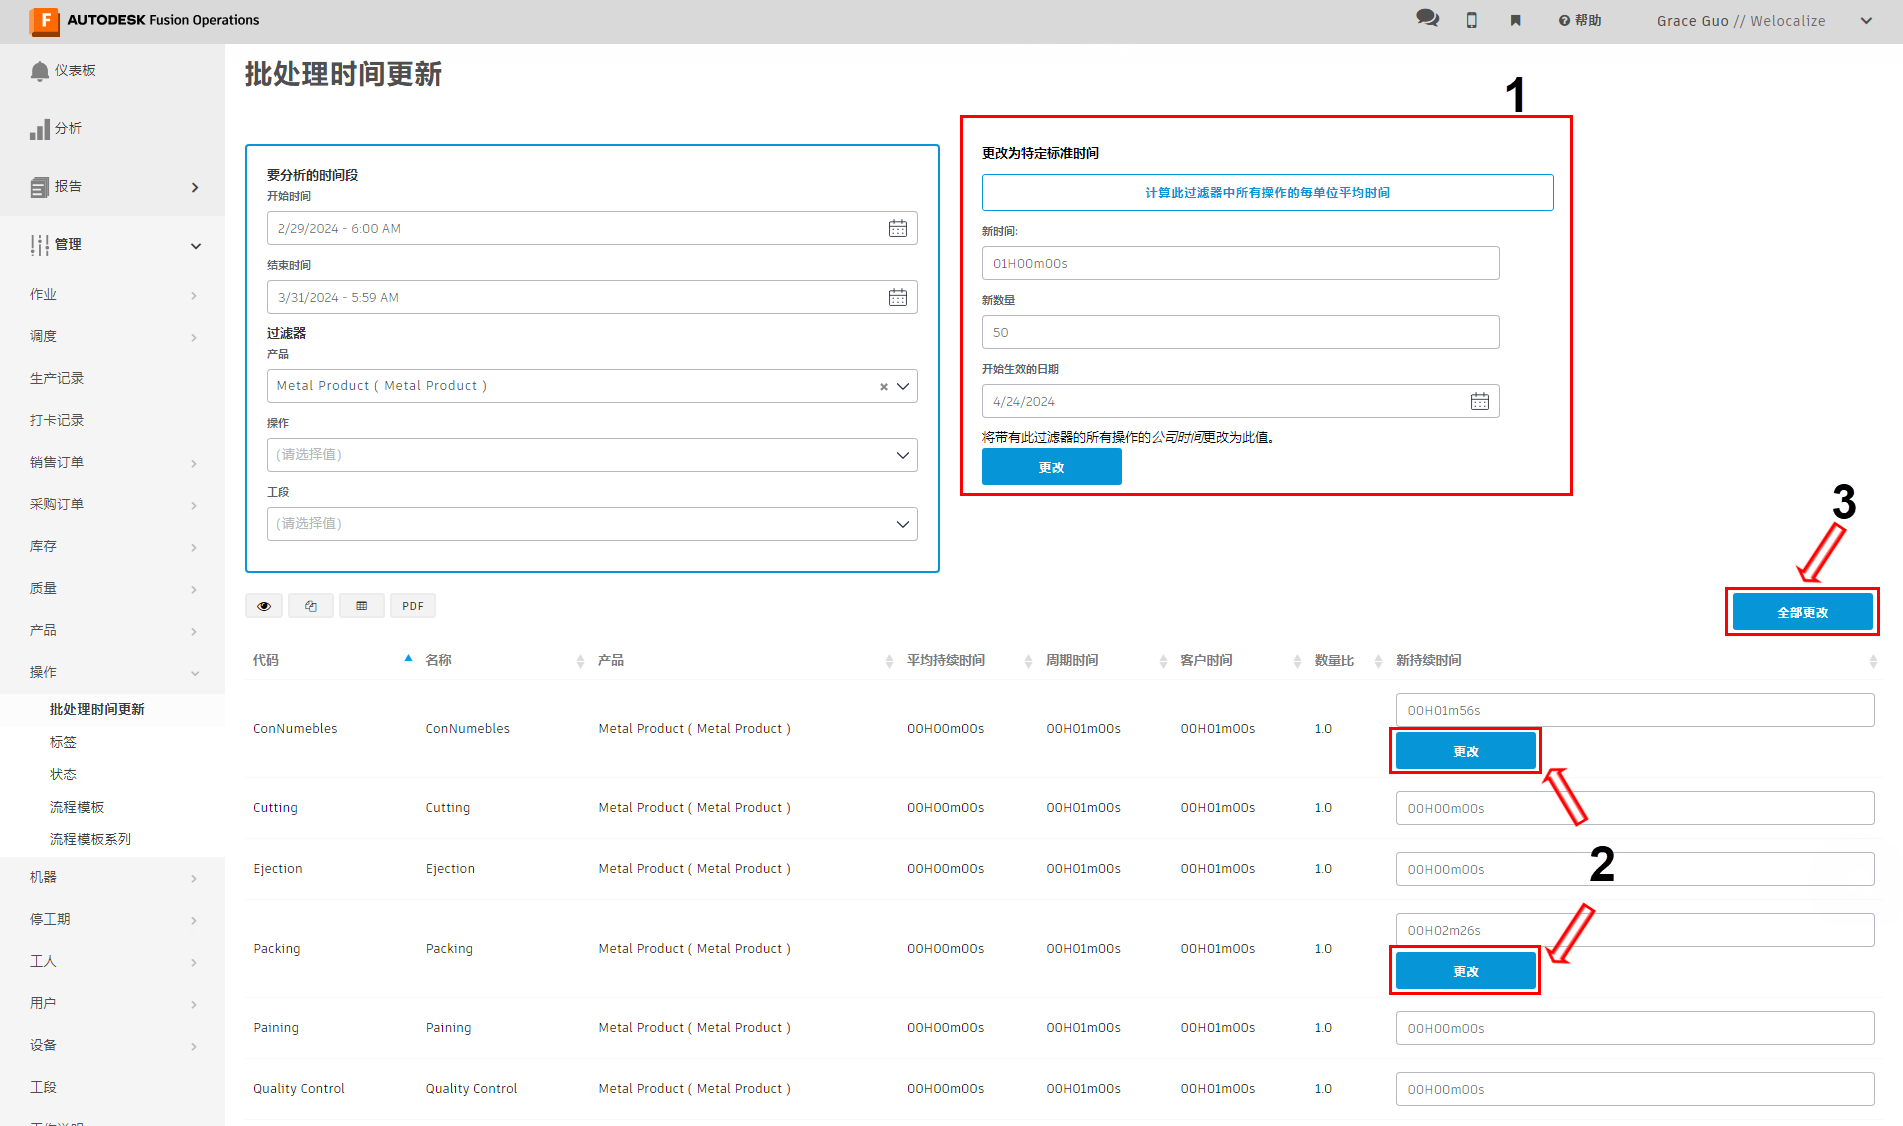 F AUTODESK Fusion Operations
帮助
Grace Guo // Welocalize
仪表板
分析
报告
管理
作业
调度
生产记录
打卡记录
销售订单
采购订单
库存
质量
产品
操作
批处理时间更新
标签
状态
流程模板
流程模板系列
机器
停工期
工人
用户
设备
工段
批处理时间更新
要分析的时间段
开始时间
2/29/2024 - 6:00 AM
结束时间
3/31/2024 - 5:59 AM
过滤器
产品
Metal Product ( Metal Product )
操作
(请选择值)
工段
(请选择值)
1
更改为特定标准时间
计算此过滤器中所有操作的每单位平均时间
新时间:
01H00m00s
新数量
50
开始生效的日期
4/24/2024
将带有此过滤器的所有操作的公司时间更改为此值。
更改
3
PDF
全部更改
代码 名称 产品 平均持续时间 周期时间 客户时间 数量比 新持续时间
ConNumebles ConNumebles Metal Product ( Metal Product ) 00H00m00s 00H01m00s 00H01m00s 1.0 00H01m56s
更改
Cutting Cutting Metal Product ( Metal Product ) 00H00m00s 00H01m00s 00H01m00s 1.0 00H00m00s
2
Ejection Ejection Metal Product ( Metal Product ) 00H00m00s 00H01m00s 00H01m00s 1.0 00H00m00s
Packing Packing Metal Product ( Metal Product ) 00H00m00s 00H01m00s 00H01m00s 1.0 00H02m26s
更改
Paining Paining Metal Product ( Metal Product ) 00H00m00s 00H01m00s 00H01m00s 1.0 00H00m00s
Quality Control Quality Control Metal Product ( Metal Product ) 00H00m00s 00H01m00s 00H01m00s 1.0 00H00m00s